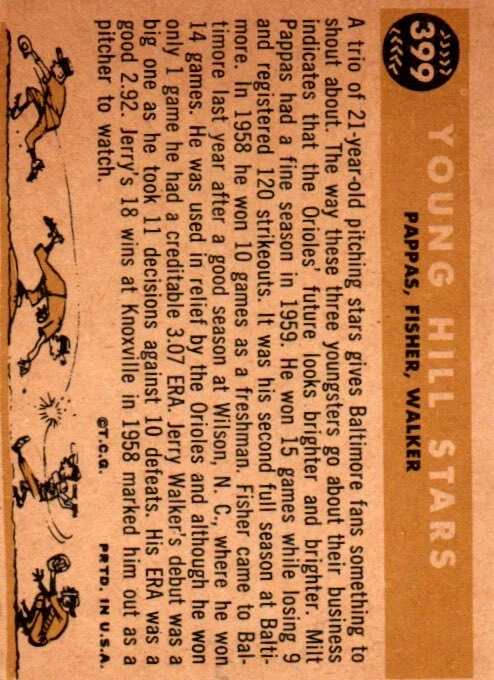 399
YOUNG HILL STARS
PAPPAS, FISHER, WALKER
A trio of 21-year-old pitching stars gives Baltimore fans something to
shout about. The way these three youngsters go about their business
indicates that the Orioles' future looks brighter and brighter. Milt
Pappas had a fine season in 1959. He won 15 games while losing 9
and registered 120 strikeouts. It was his second full season at Balti-
more. In 1958 he won 10 games as a freshman. Fisher came to Bal-
timore last year after a good season at Wilson, N. C., where he won
14 games. He was used in relief by the Orioles and although he won
only 1 game he had a creditable 3.07 ERA. Jerry Walker's debut was a
big one as he took 11 decisions against 10 defeats. His ERA was a
good 2.92. Jerry's 18 wins at Knoxville in 1958 marked him out as a
pitcher to watch.
©T.C.G. PRTD. IN U.S.A.